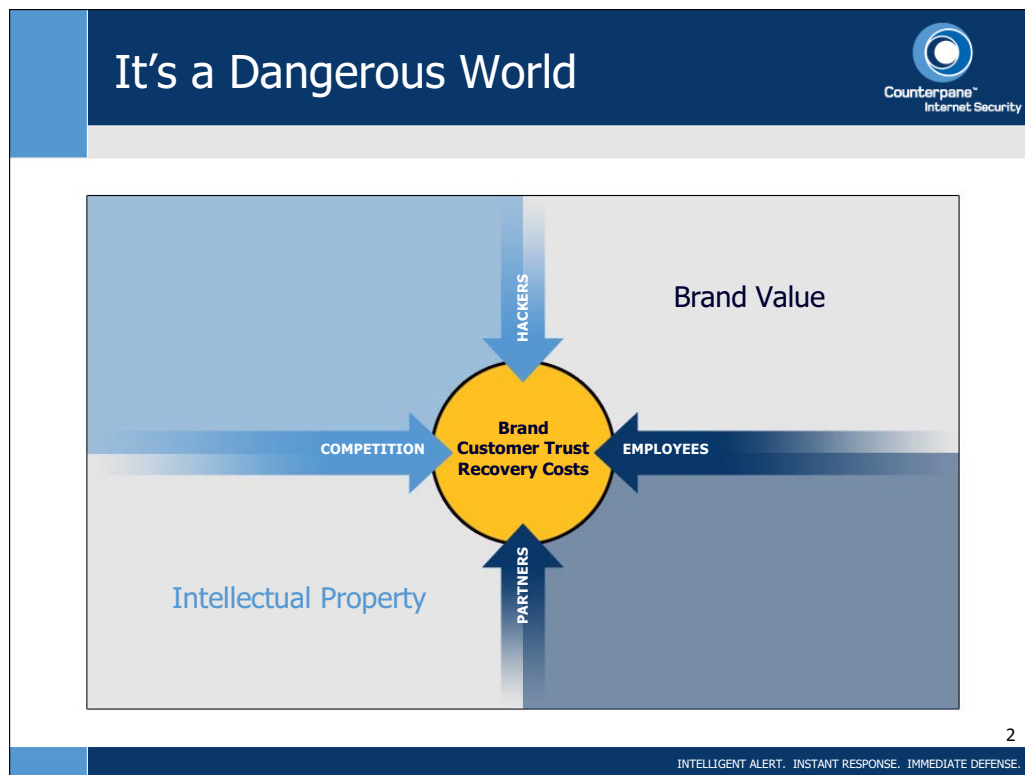 It's a Dangerous World
Counterpane™
Internet Security
HACKERS
Brand Value
COMPETITION
Brand
Customer Trust
Recovery Costs
EMPLOYEES
Intellectual Property
PARTNERS
2
INTELLIGENT ALERT. INSTANT RESPONSE. IMMEDIATE DEFENSE.